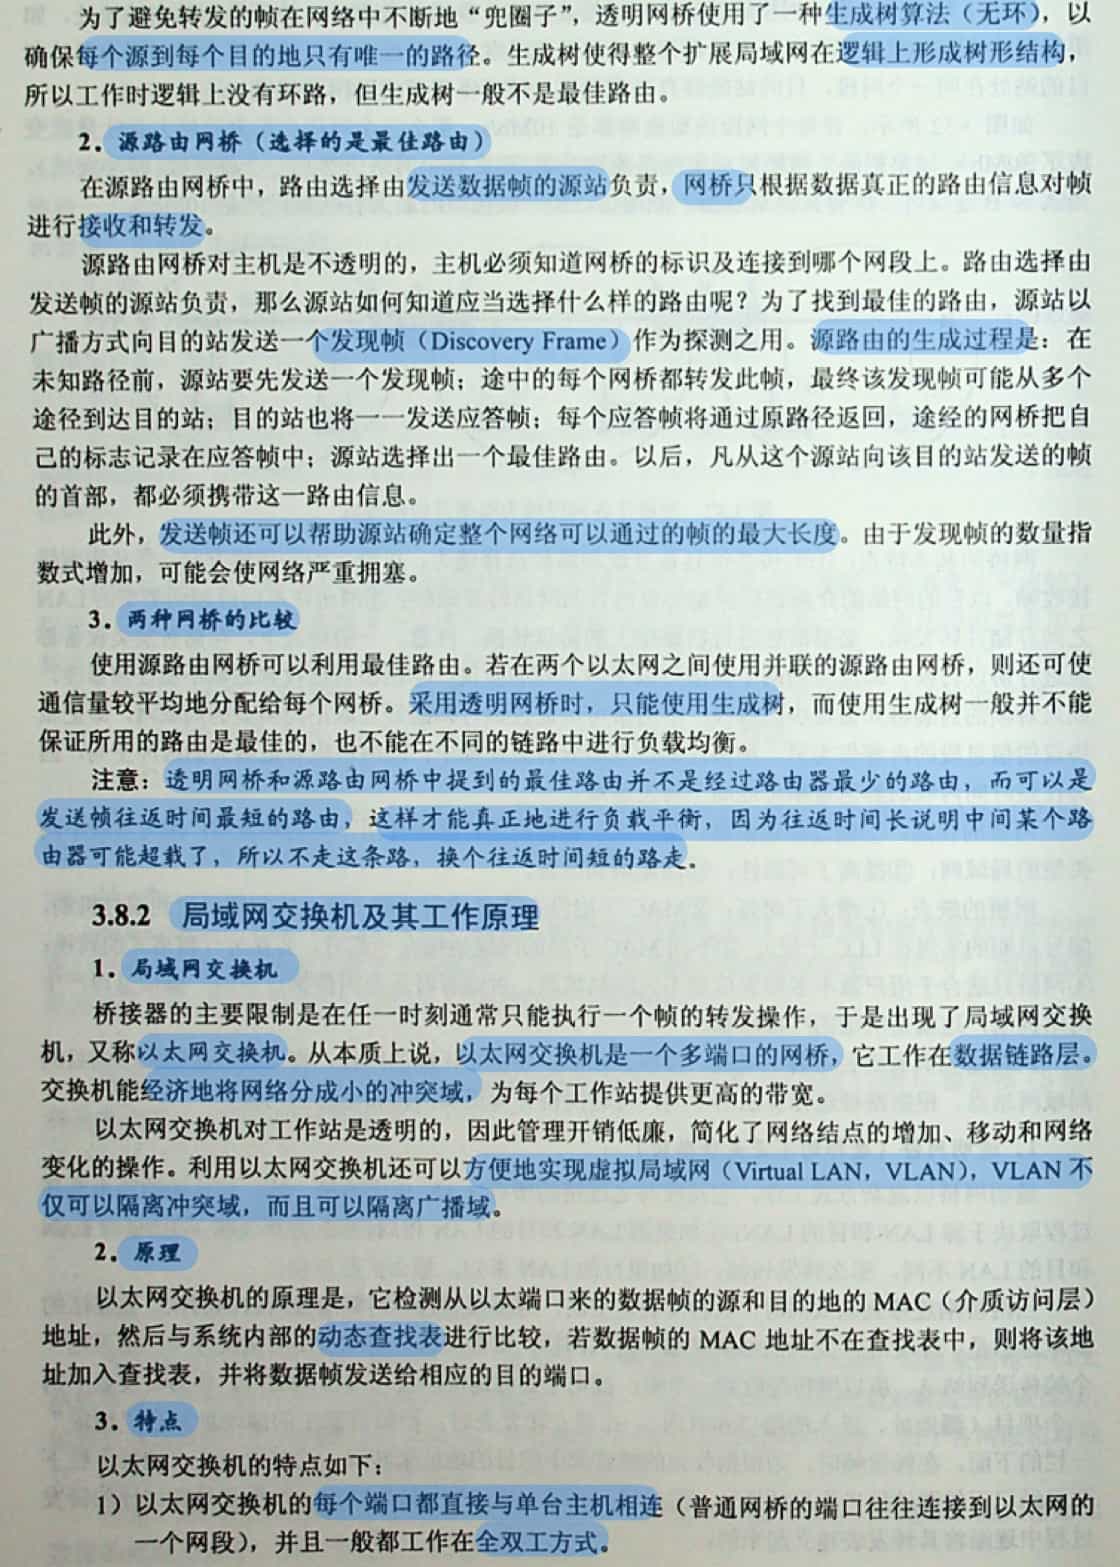 为了避免转发的帧在网络中不断地“兜圈子”，透明网桥使用了一种生成树算法（无环），以
确保每个源到每个目的地只有唯一的路径。生成树使得整个扩展局域网在逻辑上形成树形结构，
所以工作时逻辑上没有环路，但生成树一般不是最佳路由。
2. 源路由网桥（选择的是最佳路由）
在源路由网桥中，路由选择由发送数据帧的源站负责，网桥只根据数据真正的路由信息对帧
进行接收和转发。
源路由网桥对主机是不透明的，主机必须知道网桥的标识及连接到哪个网段上。路由选择由
发送帧的源站负责，那么源站如何知道应当选择什么样的路由呢？为了找到最佳的路由，源站以
广播方式向目的站发送一个发现帧（Discovery Frame）作为探测之用。源路由的生成过程是：在
未知路径前，源站要先发送一个发现帧；途中的每个网桥都转发此帧，最终该发现帧可能从多个
途径到达目的站；目的站也将一一发送应答帧；每个应答帧将通过原路径返回，途经的网桥把自
己的标志记录在应答帧中；源站选择出一个最佳路由。以后，凡从这个源站向该目的站发送的帧
的首部，都必须携带这一路由信息。
此外，发送帧还可以帮助源站确定整个网络可以通过的帧的最大长度。由于发现帧的数量指
数式增加，可能会使网络严重拥塞。
3. 两种网桥的比较
使用源路由网桥可以利用最佳路由。若在两个以太网之间使用并联的源路由网桥，则还可使
通信量较平均地分配给每个网桥。采用透明网桥时，只能使用生成树，而使用生成树一般并不能
保证所用的路由是最佳的，也不能在不同的链路中进行负载均衡。
注意：透明网桥和源路由网桥中提到的最佳路由并不是经过路由器最少的路由，而可以是
发送帧往返时间最短的路由，这样才能真正地进行负载平衡，因为往返时间长说明中间某个路
由器可能超载了，所以不走这条路，换个往返时间短的路走.
3.8.2 局域网交换机及其工作原理
1. 局域网交换机
桥接器的主要限制是在任一时刻通常只能执行一个帧的转发操作，于是出现了局域网交换
机，又称以太网交换机。从本质上说，以太网交换机是一个多端口的网桥，它工作在数据链路层。
交换机能经济地将网络分成小的冲突域，为每个工作站提供更高的带宽。
以太网交换机对工作站是透明的，因此管理开销低廉，简化了网络结点的增加、移动和网络
变化的操作。利用以太网交换机还可以方便地实现虚拟局域网（Virtual LAN，VLAN），VLAN 不
仅可以隔离冲突域，而且可以隔离广播域。
2. 原理
以太网交换机的原理是，它检测从以太端口来的数据帧的源和目的地的 MAC（介质访问层）
地址，然后与系统内部的动态查找表进行比较，若数据帧的 MAC 地址不在查找表中，则将该地
址加入查找表，并将数据帧发送给相应的目的端口。
3. 特点
以太网交换机的特点如下：
1）以太网交换机的每个端口都直接与单台主机相连（普通网桥的端口往往连接到以太网的
一个网段），并且一般都工作在全双工方式。